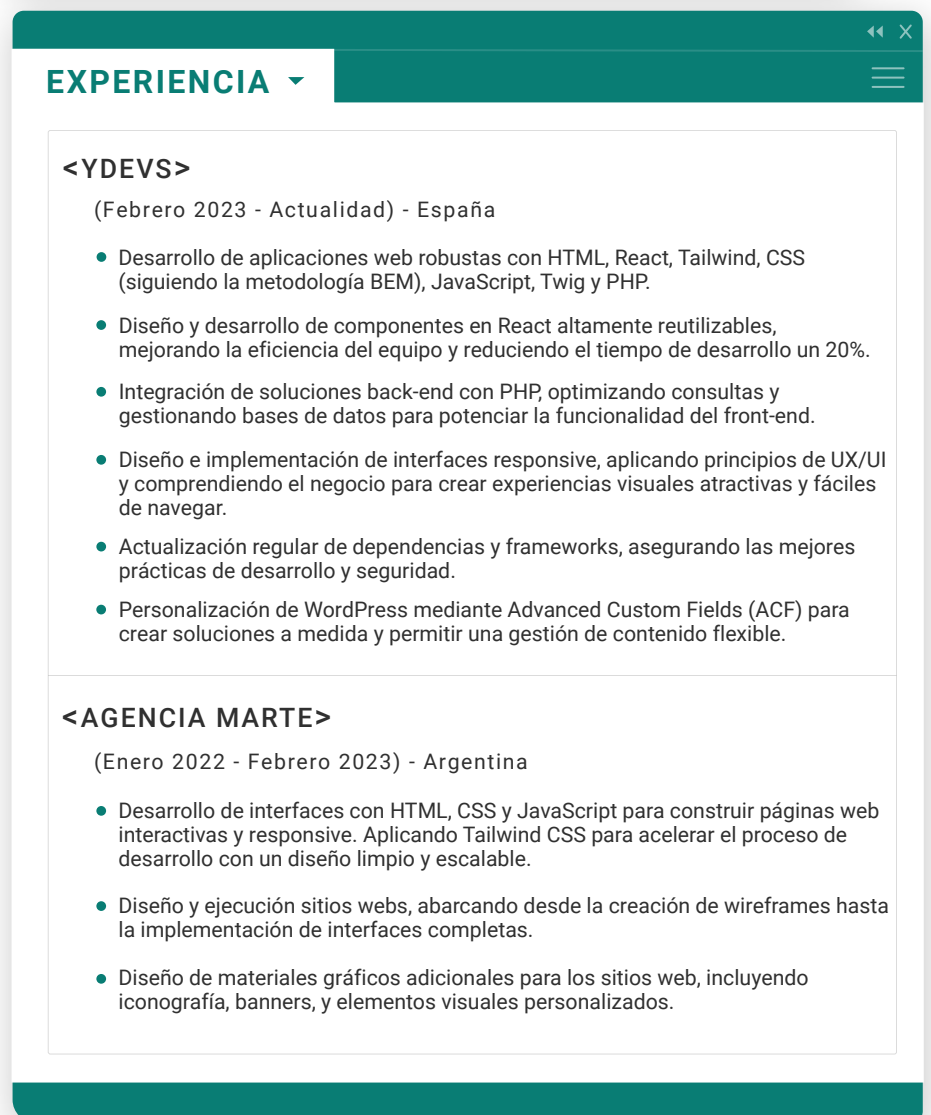 EXPERIENCIA
<YDEVS>
(Febrero 2023 - Actualidad) - España
Desarrollo de aplicaciones web robustas con HTML, React, Tailwind, CSS
(siguiendo la metodología BEM), JavaScript, Twig y PHP.
Diseño y desarrollo de componentes en React altamente reutilizables,
mejorando la eficiencia del equipo y reduciendo el tiempo de desarrollo un 20%.
Integración de soluciones back-end con PHP, optimizando consultas y
gestionando bases de datos para potenciar la funcionalidad del front-end.
Diseño e implementación de interfaces responsive, aplicando principios de UX/UI
y comprendiendo el negocio para crear experiencias visuales atractivas y fáciles
de navegar.
Actualización regular de dependencias y frameworks, asegurando las mejores
prácticas de desarrollo y seguridad.
Personalización de WordPress mediante Advanced Custom Fields (ACF) para
crear soluciones a medida y permitir una gestión de contenido flexible.
<AGENCIA MARTE>
(Enero 2022 - Febrero 2023) - Argentina
Desarrollo de interfaces con HTML, CSS y JavaScript para construir páginas web
interactivas y responsive. Aplicando Tailwind CSS para acelerar el proceso de
desarrollo con un diseño limpio y escalable.
Diseño y ejecución sitios webs, abarcando desde la creación de wireframes hasta
la implementación de interfaces completas.
Diseño de materiales gráficos adicionales para los sitios web, incluyendo
iconografía, banners, y elementos visuales personalizados.